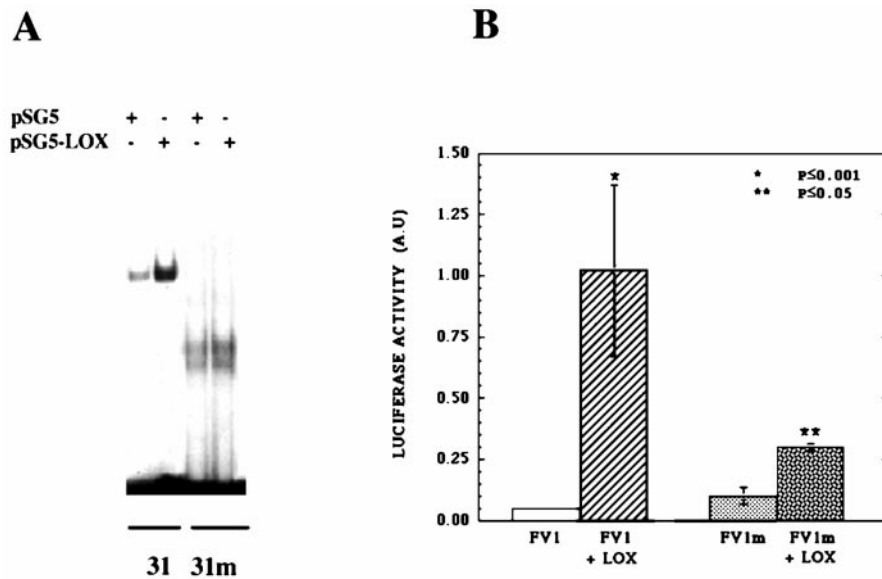 A
pSG5 + - + -
pSG5-LOX - + - +
31 31m
B
1.50
* P≤0.001
** P≤0.05
1.25
*
1.00
0.75
0.50
**
0.25
0.00
LUCIFERASE ACTIVITY (A.U)
FV1 FV1 FV1m FV1m
+ LOX + LOX